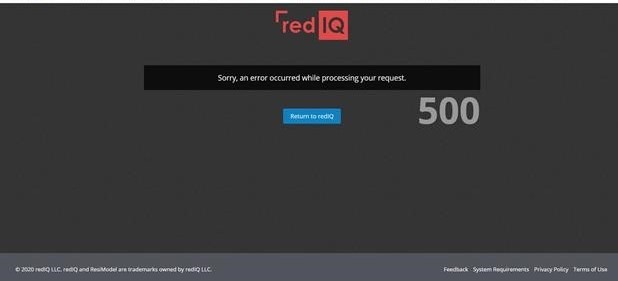 redIQ
Sorry, an error occurred while processing your request.
500
Return to redIQ
© 2020 redIQ LLC. redIQ and ResiModel are trademarks owned by redIQ LLC.
Feedback System Requirements Privacy Policy Terms of Use